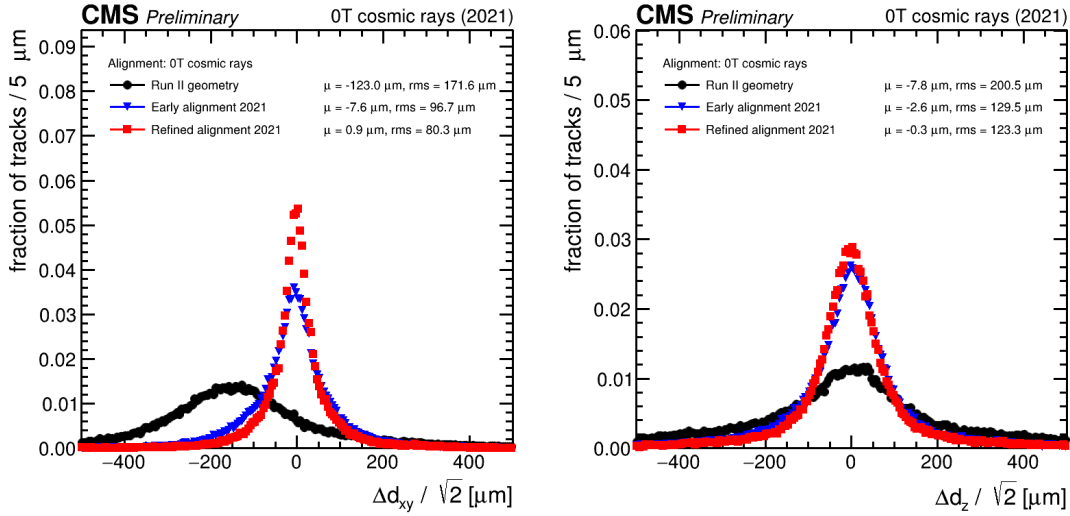 CMS Preliminary 0T cosmic rays (2021)
fraction of tracks / 5 μm
0.09
0.08
0.07
0.06
0.05
0.04
0.03
0.02
0.01
0.00
Alignment: 0T cosmic rays
Run II geometry μ = -123.0 μm, rms = 171.6 μm
Early alignment 2021 μ = -7.6 μm, rms = 96.7 μm
Refined alignment 2021 μ = 0.9 μm, rms = 80.3 μm
−400 −200 0 200 400
Δd_xy / √2 [μm]
CMS Preliminary 0T cosmic rays (2021)
fraction of tracks / 5 μm
0.06
0.05
0.04
0.03
0.02
0.01
0.00
Alignment: 0T cosmic rays
Run II geometry μ = -7.8 μm, rms = 200.5 μm
Early alignment 2021 μ = -2.6 μm, rms = 129.5 μm
Refined alignment 2021 μ = -0.3 μm, rms = 123.3 μm
−400 −200 0 200 400
Δd_z / √2 [μm]